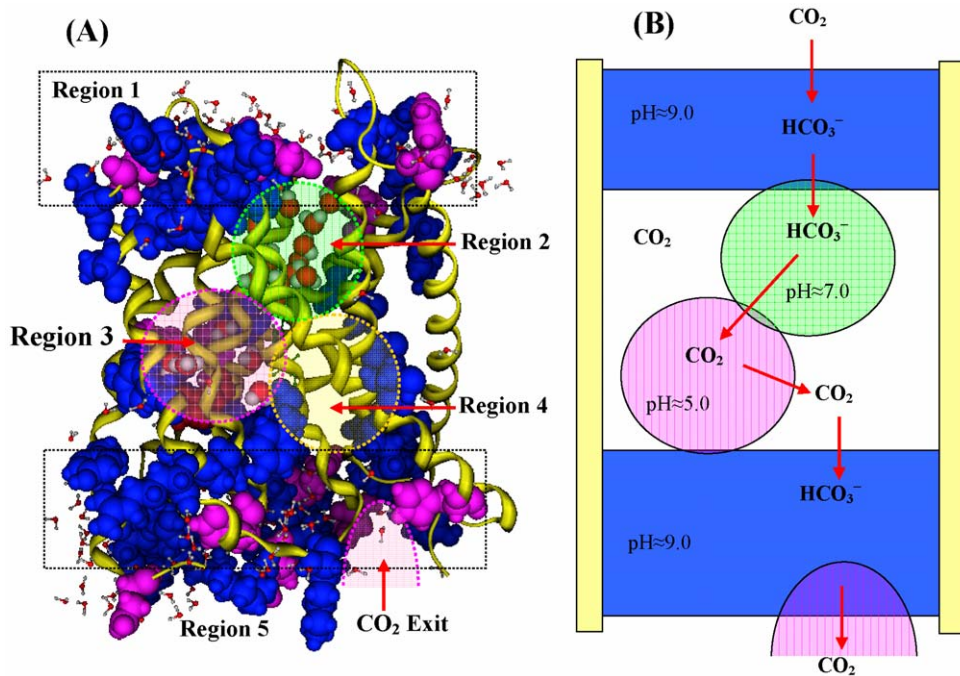 (A)
Region 1
Region 2
Region 3
Region 4
Region 5
CO₂ Exit
(B)
CO₂
pH≈9.0
HCO₃⁻
HCO₃⁻
CO₂
pH≈7.0
CO₂
pH≈5.0
CO₂
HCO₃⁻
pH≈9.0
CO₂